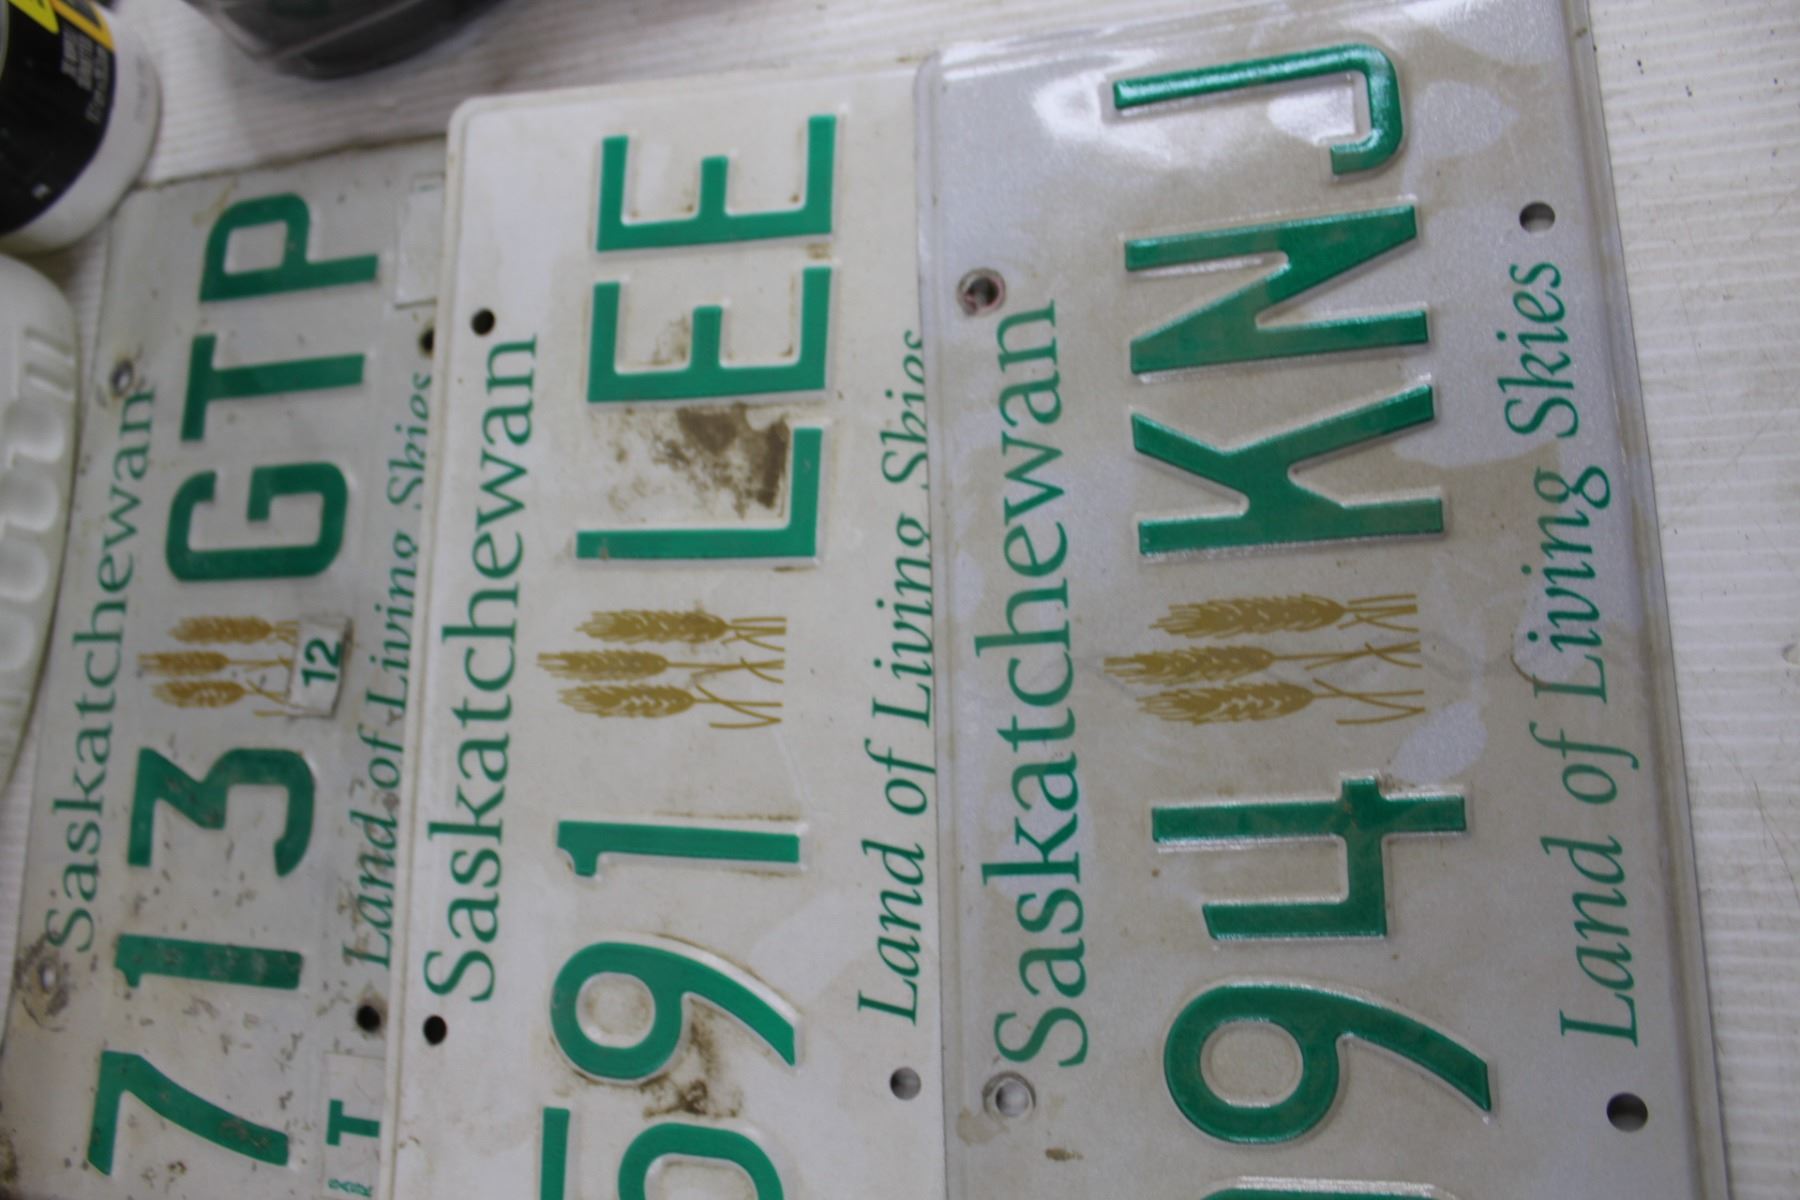 Saskatchewan
713 GTP
12
Land of Living Skies
T
Saskatchewan
591 LEE
Land of Living Skies
Saskatchewan
94 KNJ
Land of Living Skies